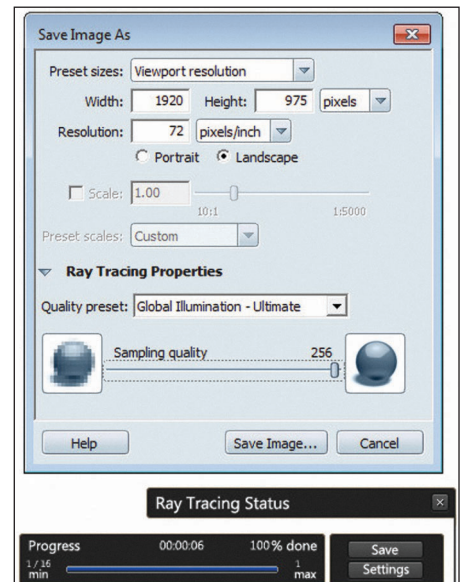 Save Image As
Preset sizes: Viewport resolution
Width: 1920 Height: 975 pixels
Resolution: 72 pixels/inch
Portrait Landscape
Scale: 1.00
10:1 1:5000
Preset scales: Custom
Ray Tracing Properties
Quality preset: Global Illumination - Ultimate
Sampling quality 256
Help Save Image... Cancel
Ray Tracing Status
Progress 00:00:06 100% done Save
1/16 1
min max Settings